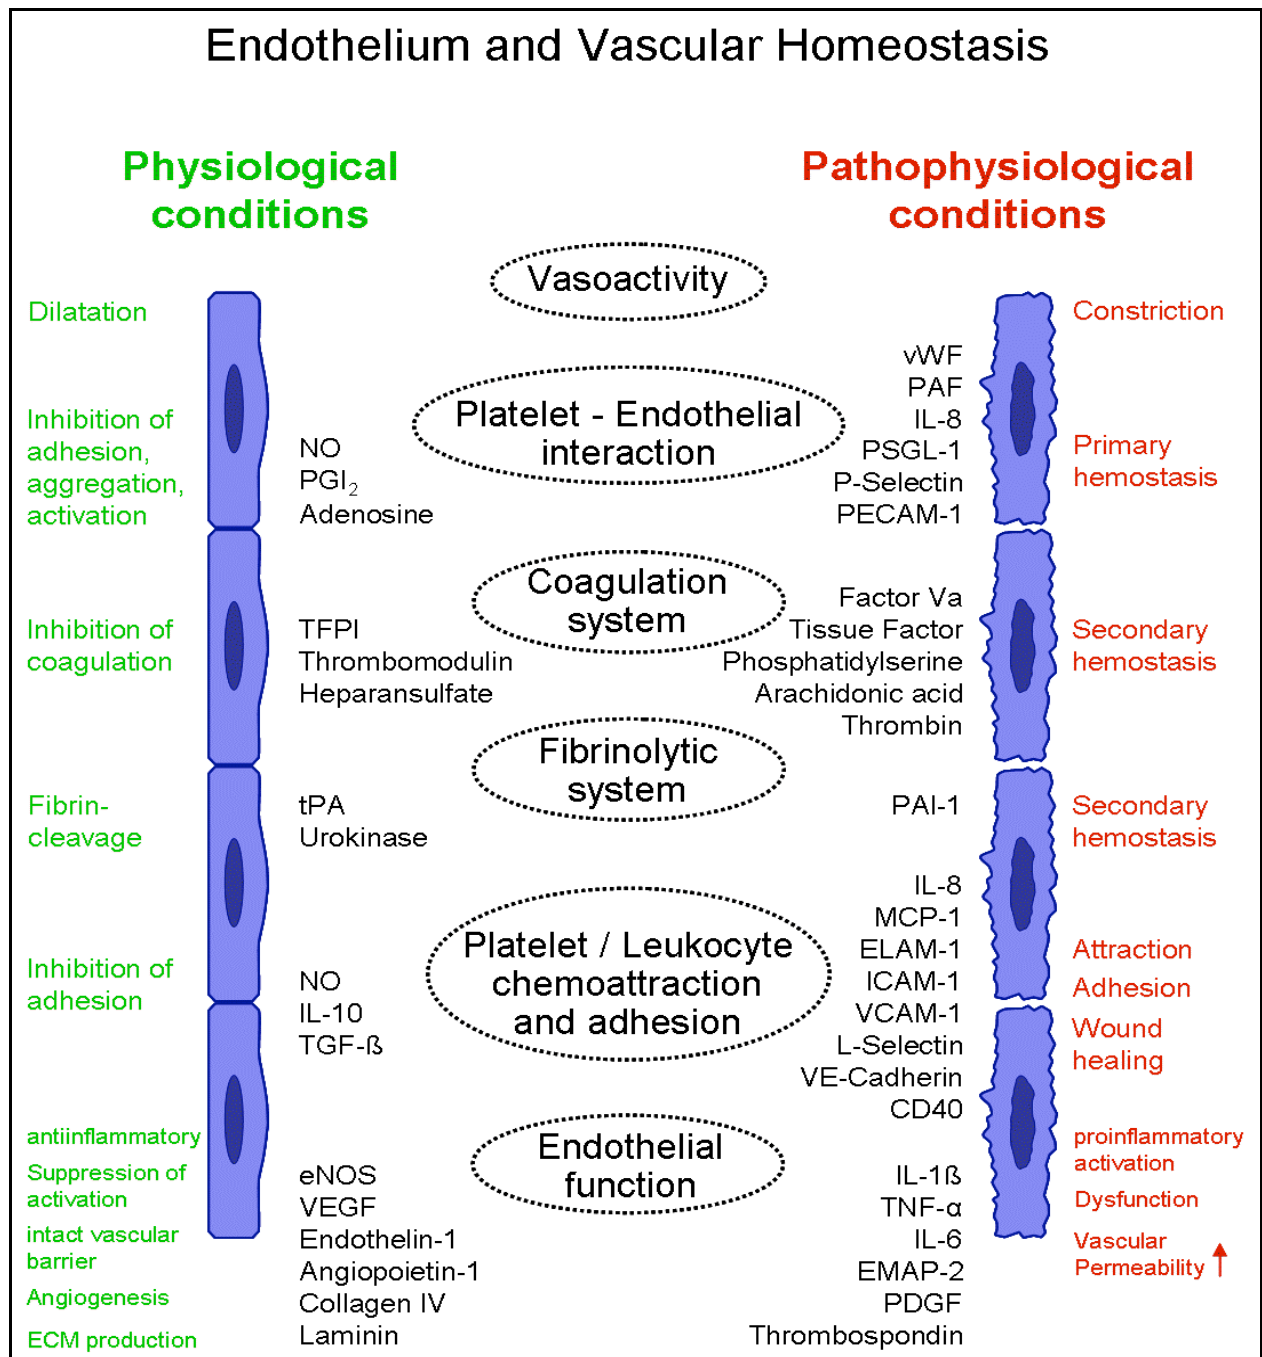 Endothelium and Vascular Homeostasis
Physiological
conditions
Pathophysiological
conditions
Vasoactivity
Dilatation
Constriction
Platelet - Endothelial
interaction
Inhibition of
adhesion,
aggregation,
activation
NO
PGI₂
Adenosine
vWF
PAF
IL-8
PSGL-1
P-Selectin
PECAM-1
Primary
hemostasis
Coagulation
system
Inhibition of
coagulation
TFPI
Thrombomodulin
Heparansulfate
Factor Va
Tissue Factor
Phosphatidylserine
Arachidonic acid
Thrombin
Secondary
hemostasis
Fibrinolytic
system
Fibrin-
cleavage
tPA
Urokinase
PAI-1
Secondary
hemostasis
Platelet / Leukocyte
chemoattraction
and adhesion
Inhibition of
adhesion
NO
IL-10
TGF-ß
IL-8
MCP-1
ELAM-1
ICAM-1
VCAM-1
L-Selectin
VE-Cadherin
CD40
Attraction
Adhesion
Wound
healing
Endothelial
function
antiinflammatory
Suppression of
activation
intact vascular
barrier
Angiogenesis
ECM production
eNOS
VEGF
Endothelin-1
Angiopoietin-1
Collagen IV
Laminin
IL-1ß
TNF-α
IL-6
EMAP-2
PDGF
Thrombospondin
proinflammatory
activation
Dysfunction
Vascular
Permeability